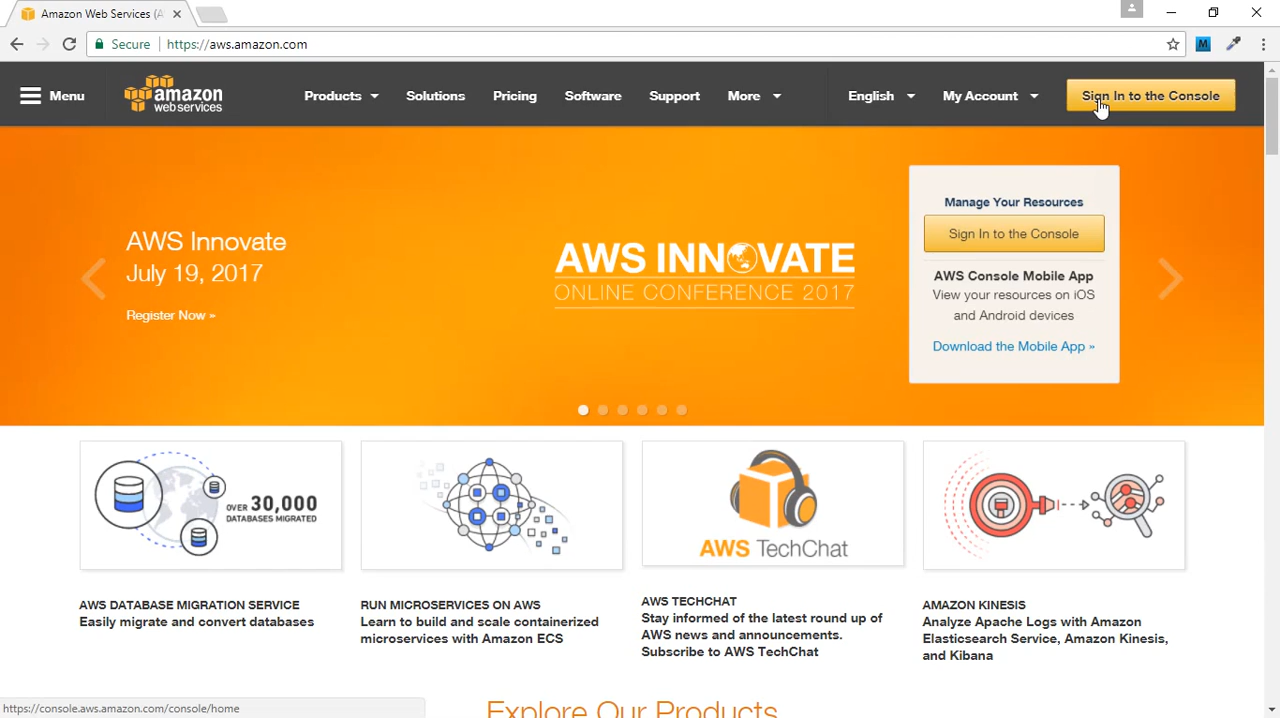 Amazon Web Services (A
Secure
https://aws.amazon.com
M
Menu
amazon
web services
Products
Solutions
Pricing
Software
Support
More
English
My Account
Sign In to the Console
AWS Innovate
July 19, 2017
Register Now »
AWS INNOVATE
ONLINE CONFERENCE 2017
Manage Your Resources
Sign In to the Console
AWS Console Mobile App
View your resources on iOS
and Android devices
Download the Mobile App »
OVER 30,000
DATABASES MIGRATED
AWS TechChat
AWS DATABASE MIGRATION SERVICE
Easily migrate and convert databases
RUN MICROSERVICES ON AWS
Learn to build and scale containerized
microservices with Amazon ECS
AWS TECHCHAT
Stay informed of the latest round up of
AWS news and announcements.
Subscribe to AWS TechChat
AMAZON KINESIS
Analyze Apache Logs with Amazon
Elasticsearch Service, Amazon Kinesis,
and Kibana
https://console.aws.amazon.com/console/home
Explore Our Products